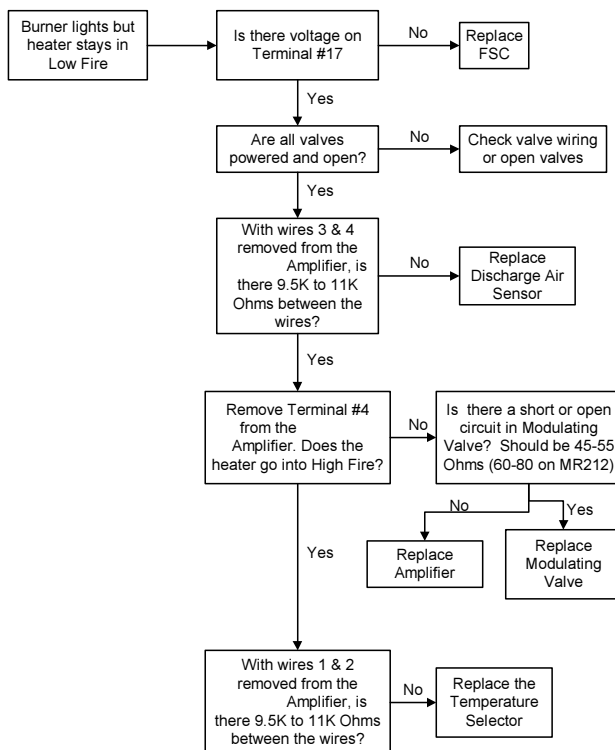 Burner lights but
heater stays in
Low Fire
Is there voltage on
Terminal #17
No
Replace
FSC
Yes
Are all valves
powered and open?
No
Check valve wiring
or open valves
Yes
With wires 3 & 4
removed from the
Amplifier, is
there 9.5K to 11K
Ohms between the
wires?
No
Replace
Discharge Air
Sensor
Yes
Remove Terminal #4
from the
Amplifier. Does the
heater go into High Fire?
No
Is there a short or open
circuit in Modulating
Valve? Should be 45-55
Ohms (60-80 on MR212)
No
Yes
Replace
Amplifier
Replace
Modulating
Valve
Yes
With wires 1 & 2
removed from the
Amplifier, is
there 9.5K to 11K Ohms
between the wires?
No
Replace the
Temperature
Selector